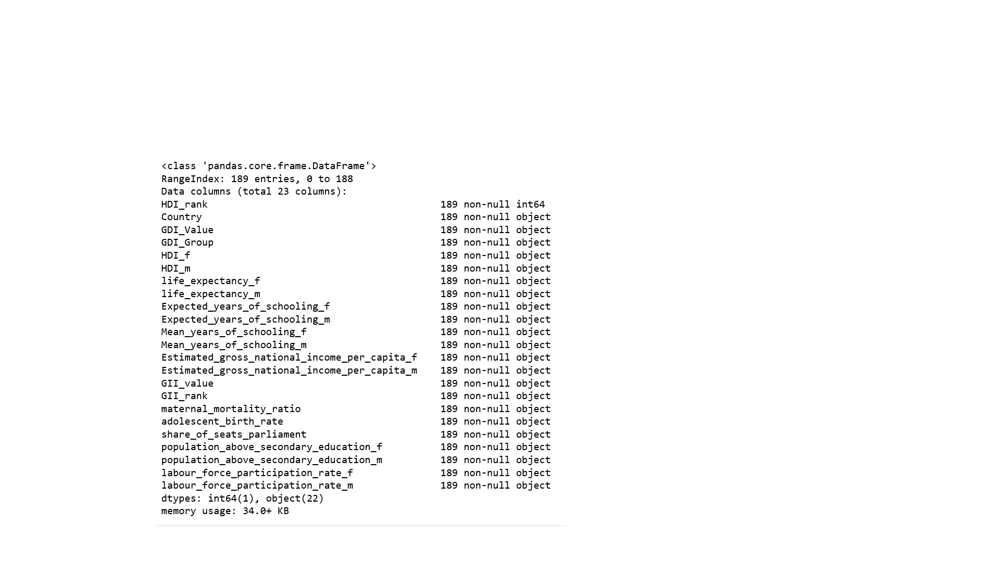 <class 'pandas.core.frame.DataFrame'>
RangeIndex: 189 entries, 0 to 188
Data columns (total 23 columns):
HDI_rank 189 non-null int64
Country 189 non-null object
GDI_Value 189 non-null object
GDI_Group 189 non-null object
HDI_f 189 non-null object
HDI_m 189 non-null object
life_expectancy_f 189 non-null object
life_expectancy_m 189 non-null object
Expected_years_of_schooling_f 189 non-null object
Expected_years_of_schooling_m 189 non-null object
Mean_years_of_schooling_f 189 non-null object
Mean_years_of_schooling_m 189 non-null object
Estimated_gross_national_income_per_capita_f 189 non-null object
Estimated_gross_national_income_per_capita_m 189 non-null object
GII_value 189 non-null object
GII_rank 189 non-null object
maternal_mortality_ratio 189 non-null object
adolescent_birth_rate 189 non-null object
share_of_seats_parliament 189 non-null object
population_above_secondary_education_f 189 non-null object
population_above_secondary_education_m 189 non-null object
labour_force_participation_rate_f 189 non-null object
labour_force_participation_rate_m 189 non-null object
dtypes: int64(1), object(22)
memory usage: 34.0+ KB